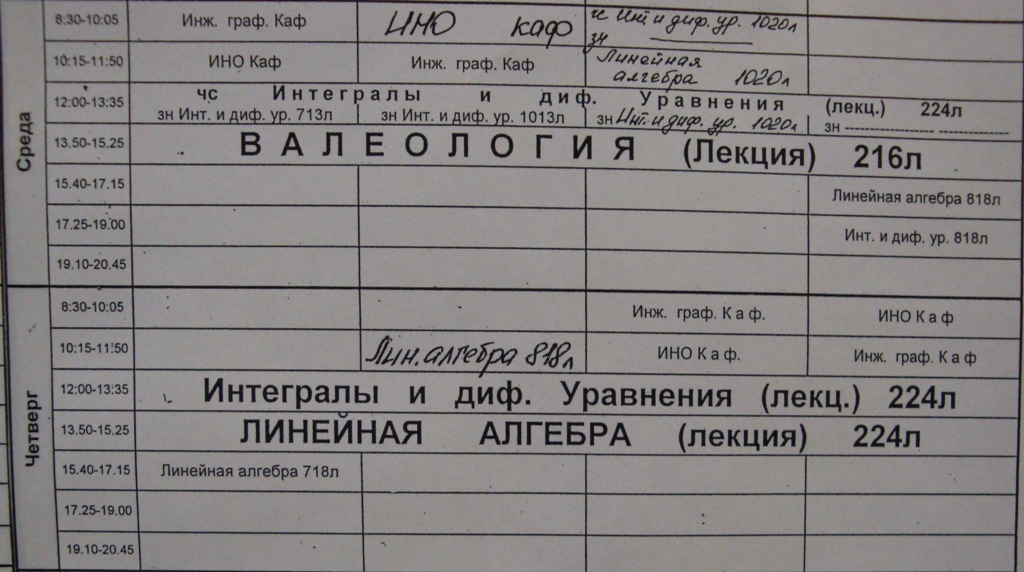 Среда
8:30-10:05 Инж. граф. Каф ИНО каф чс Инт. и диф. ур. 1020л
зн
10:15-11:50 ИНО Каф Инж. граф. Каф Линейная
алгебра 1020л
12:00-13:35 чс Интегралы и диф. Уравнения (лекц.) 224л
зн Инт. и диф. ур. 713л зн Инт. и диф. ур. 1013л зн Инт. и диф. ур. 1020л зн
13.50-15.25 ВАЛЕОЛОГИЯ (Лекция) 216л
15.40-17.15 Линейная алгебра 818л
17.25-19.00 Инт. и диф. ур. 818л
19.10-20.45
Четверг
8:30-10:05 Инж. граф. К а ф. ИНО К а ф
10:15-11:50 Лин. алгебра 818л ИНО К а ф. Инж. граф. К а ф
12:00-13:35 Интегралы и диф. Уравнения (лекц.) 224л
13.50-15.25 ЛИНЕЙНАЯ АЛГЕБРА (лекция) 224л
15.40-17.15 Линейная алгебра 718л
17.25-19.00
19.10-20.45